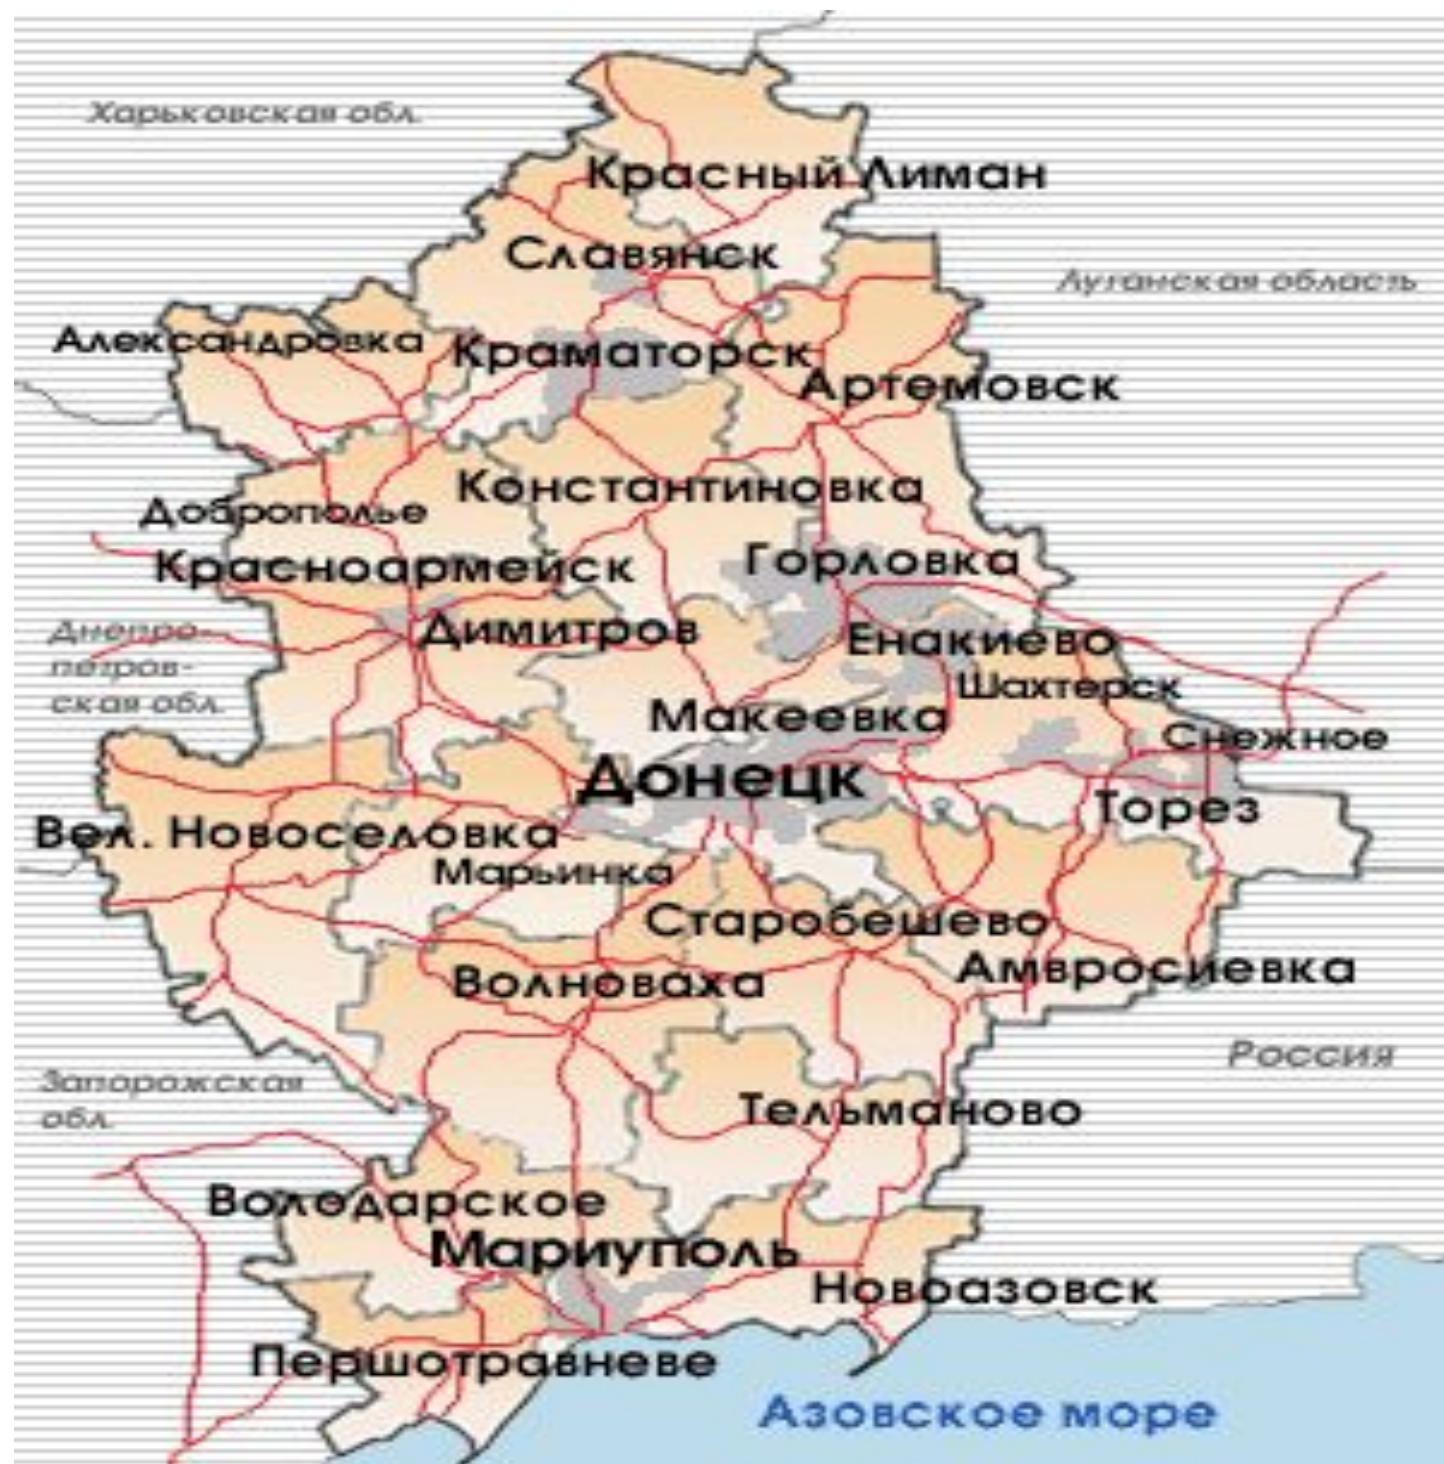 Харьковская обл.
Красный Лиман
Славянск
Луганская область
Александровка
Краматорск
Артемовск
Константиновка
Доброполье
Горловка
Красноармейск
Димитров
Днепро-
петров-
ская обл.
Енакиево
Шахтерск
Макеевка
Снежное
Донецк
Торез
Вел. Новоселовка
Марьинка
Старобешево
Амвросиевка
Волноваха
Россия
Запорожская
обл.
Тельманово
Володарское
Мариуполь
Новоазовск
Першотравневе
Азовское море